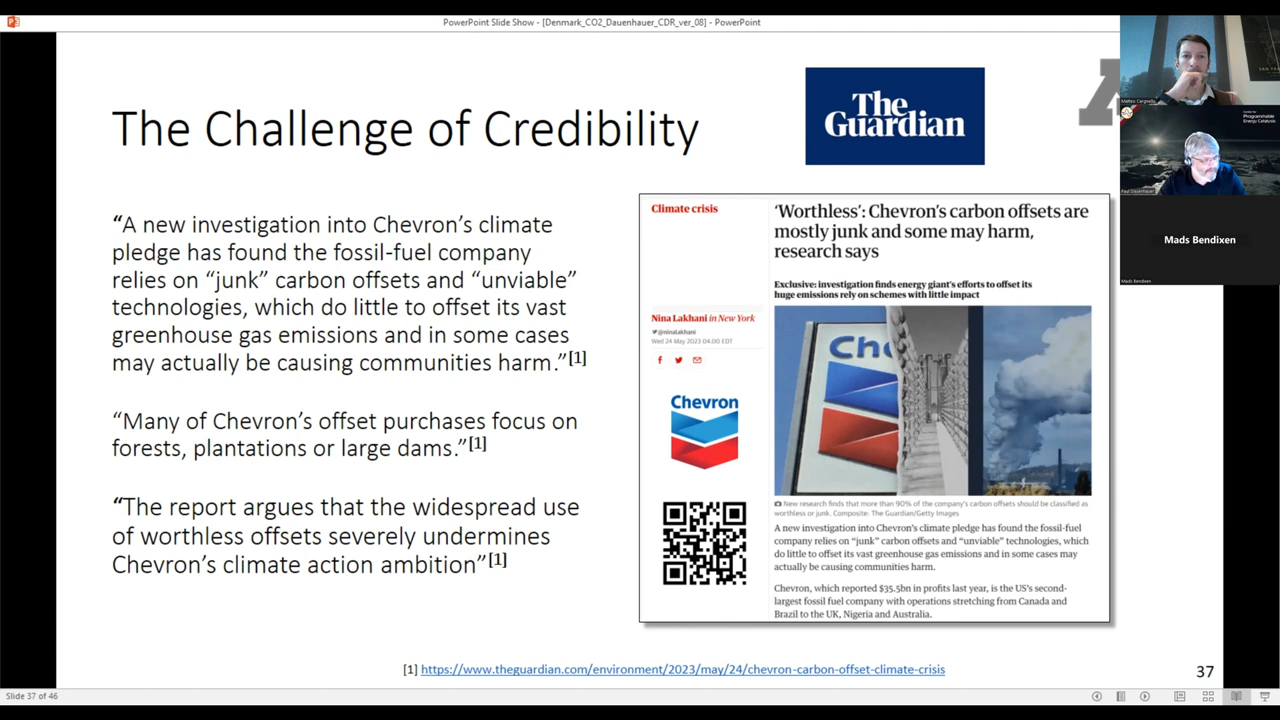 PowerPoint Slide Show - [Denmark_CO2_Dauenhauer_CDR_ver_08] - PowerPoint
The Challenge of Credibility
The
Guardian
“A new investigation into Chevron’s climate
pledge has found the fossil-fuel company
relies on “junk” carbon offsets and “unviable”
technologies, which do little to offset its vast
greenhouse gas emissions and in some cases
may actually be causing communities harm.”[1]
“Many of Chevron’s offset purchases focus on
forests, plantations or large dams.”[1]
“The report argues that the widespread use
of worthless offsets severely undermines
Chevron’s climate action ambition”[1]
Climate crisis
‘Worthless’: Chevron’s carbon offsets are
mostly junk and some may harm,
research says
Exclusive: investigation finds energy giant’s efforts to offset its
huge emissions rely on schemes with little impact
Nina Lakhani in New York
@ninalakhani
Wed 24 May 2023 04.00 EDT
Chevron
Che
New research finds that more than 90% of the company’s carbon offsets should be classified as
worthless or junk. Composite: The Guardian/Getty Images
A new investigation into Chevron’s climate pledge has found the fossil-fuel
company relies on “junk” carbon offsets and “unviable” technologies, which
do little to offset its vast greenhouse gas emissions and in some cases may
actually be causing communities harm.
Chevron, which reported $35.5bn in profits last year, is the US’s second-
largest fossil fuel company with operations stretching from Canada and
Brazil to the UK, Nigeria and Australia.
[1] https://www.theguardian.com/environment/2023/may/24/chevron-carbon-offset-climate-crisis
37
Slide 37 of 46
Matteo Cargnello
Programmable
Energy Catalysis
Paul Dauenhauer
Mads Bendixen
Mads Bendixen